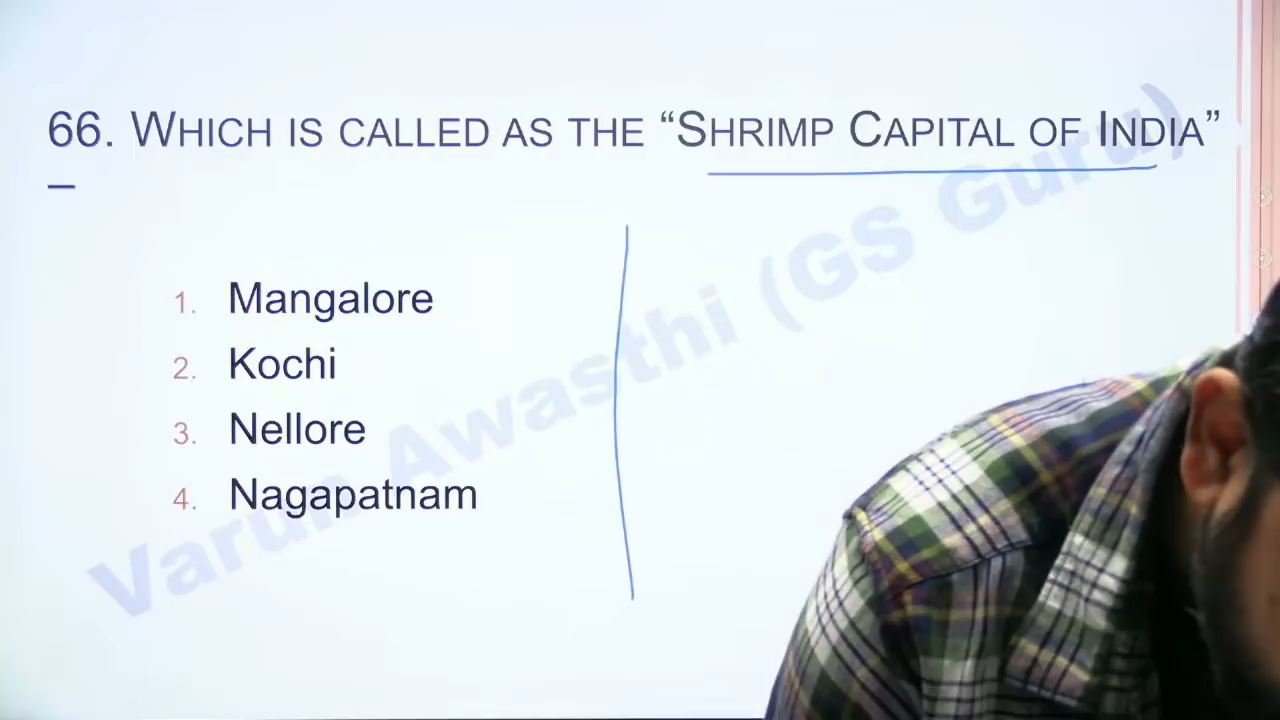 66. WHICH IS CALLED AS THE “SHRIMP CAPITAL OF INDIA”
–
1. Mangalore
2. Kochi
3. Nellore
4. Nagapatnam
Varun Awasthi (GS Guru)